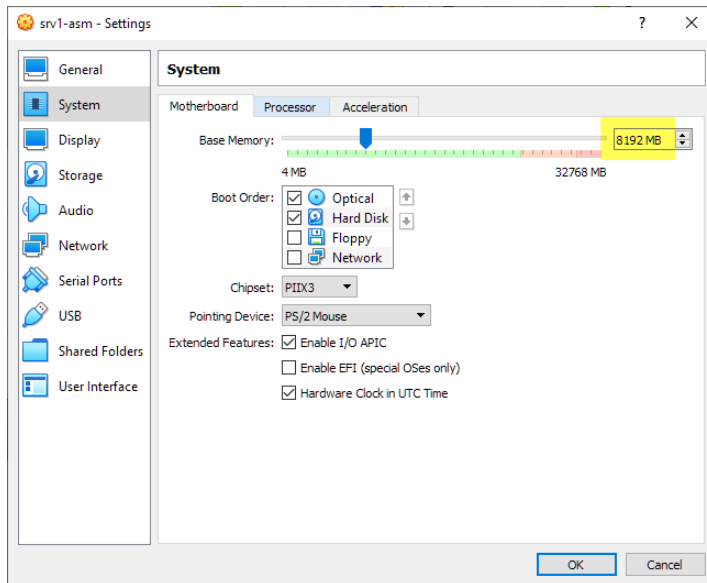 srv1-asm - Settings
?
General
System
Display
Storage
Audio
Network
Serial Ports
USB
Shared Folders
User Interface
System
Motherboard Processor Acceleration
Base Memory: 8192 MB
4 MB 32768 MB
Boot Order: Optical
Hard Disk
Floppy
Network
Chipset: PIIX3
Pointing Device: PS/2 Mouse
Extended Features: Enable I/O APIC
Enable EFI (special OSes only)
Hardware Clock in UTC Time
OK Cancel